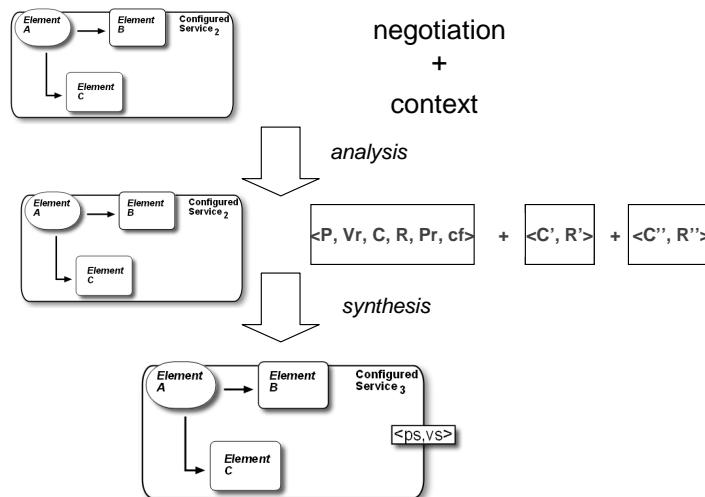 Element
A
Element
B
Configured
Service 2
Element
C
negotiation
+
context
analysis
Element
A
Element
B
Configured
Service 2
Element
C
<P, Vr, C, R, Pr, cf> + <C’, R’> + <C’’, R’’>
synthesis
Element
A
Element
B
Configured
Service 3
Element
C
<ps,vs>